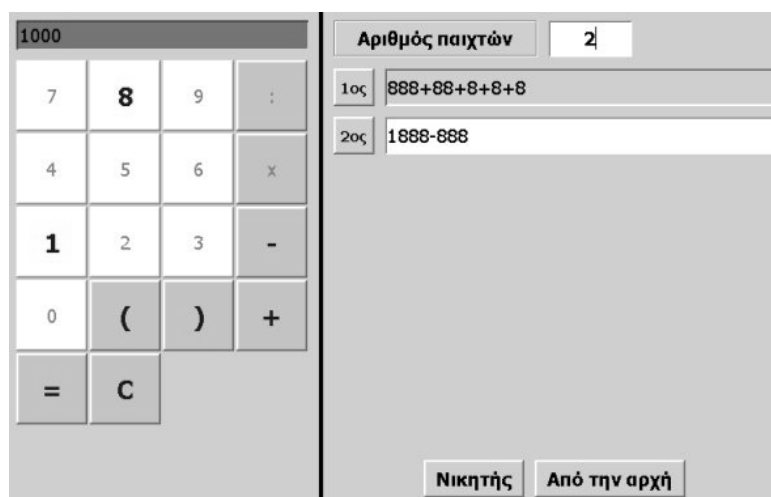 1000
7 8 9 :
4 5 6 x
1 2 3 -
0 ( ) +
= C
Αριθμός παιχτών 2
1ος 888+88+8+8+8
2ος 1888-888
Νικητής Από την αρχή